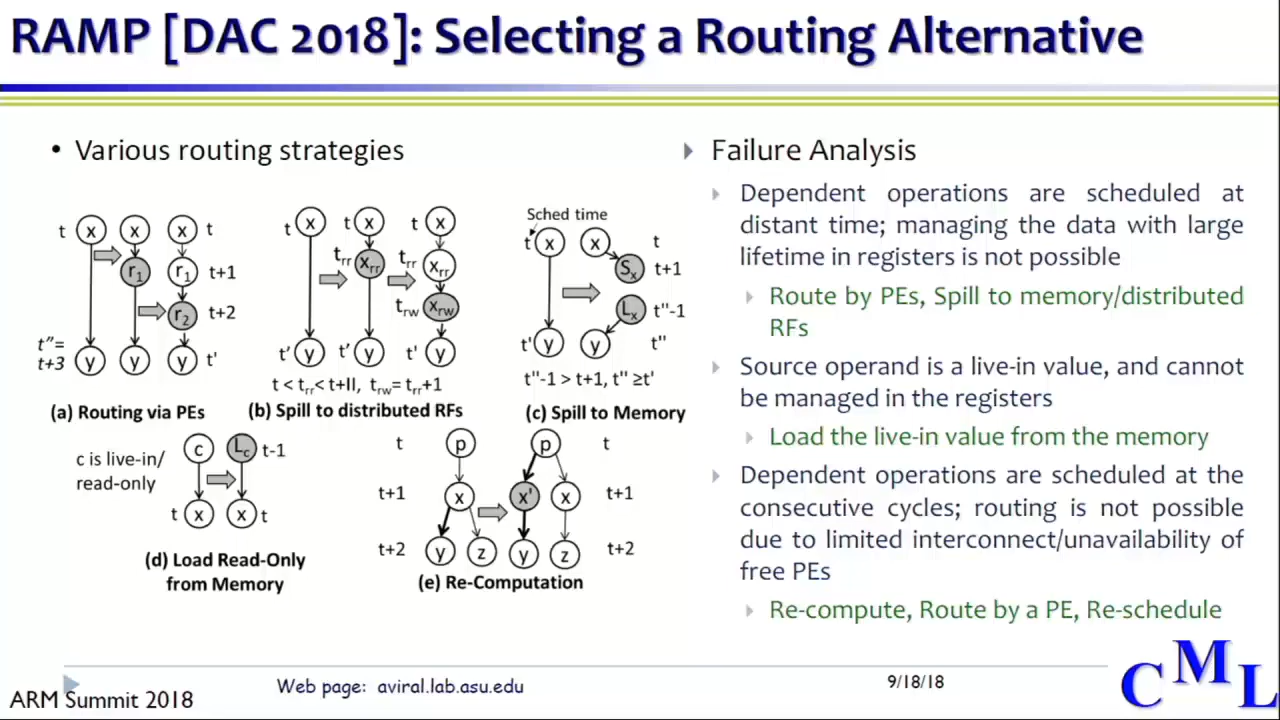 RAMP [DAC 2018]: Selecting a Routing Alternative
• Various routing strategies
t x x x t
r1 r1 t+1
r2 t+2
t''=
t+3 y y y t'
(a) Routing via PEs
t x t x t x
trr xrr trr xrr
trw xrw
t' y t' y t' y
t < trr< t+II, trw= trr+1
(b) Spill to distributed RFs
Sched time
t x x t
Sx t+1
Lx t''-1
t' y y t''
t''-1 > t+1, t'' ≥t'
(c) Spill to Memory
c is live-in/
read-only
c Lc t-1
t x x t
(d) Load Read-Only
from Memory
t p p t
t+1 x x' x t+1
t+2 y z y z t+2
(e) Re-Computation
Failure Analysis
Dependent operations are scheduled at
distant time; managing the data with large
lifetime in registers is not possible
Route by PEs, Spill to memory/distributed
RFs
Source operand is a live-in value, and cannot
be managed in the registers
Load the live-in value from the memory
Dependent operations are scheduled at the
consecutive cycles; routing is not possible
due to limited interconnect/unavailability of
free PEs
Re-compute, Route by a PE, Re-schedule
ARM Summit 2018
Web page: aviral.lab.asu.edu
9/18/18
CML